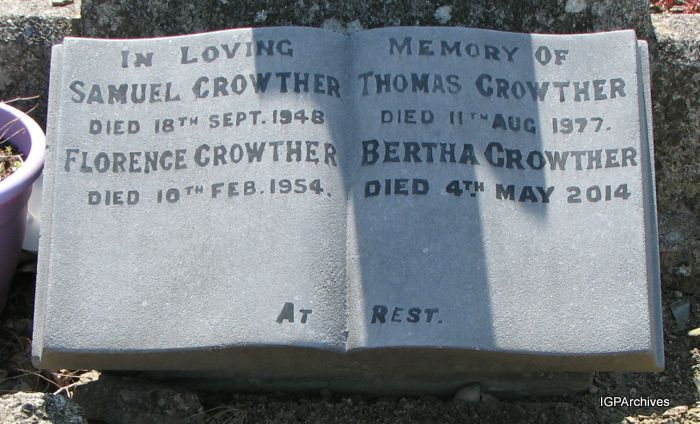 In Loving Memory Of
Samuel Crowther
Died 18th Sept. 1948
Florence Crowther
Died 10th Feb. 1954.
Thomas Crowther
Died 11th Aug. 1977.
Bertha Crowther
Died 4th. May 2014
At Rest.
IGPArchives